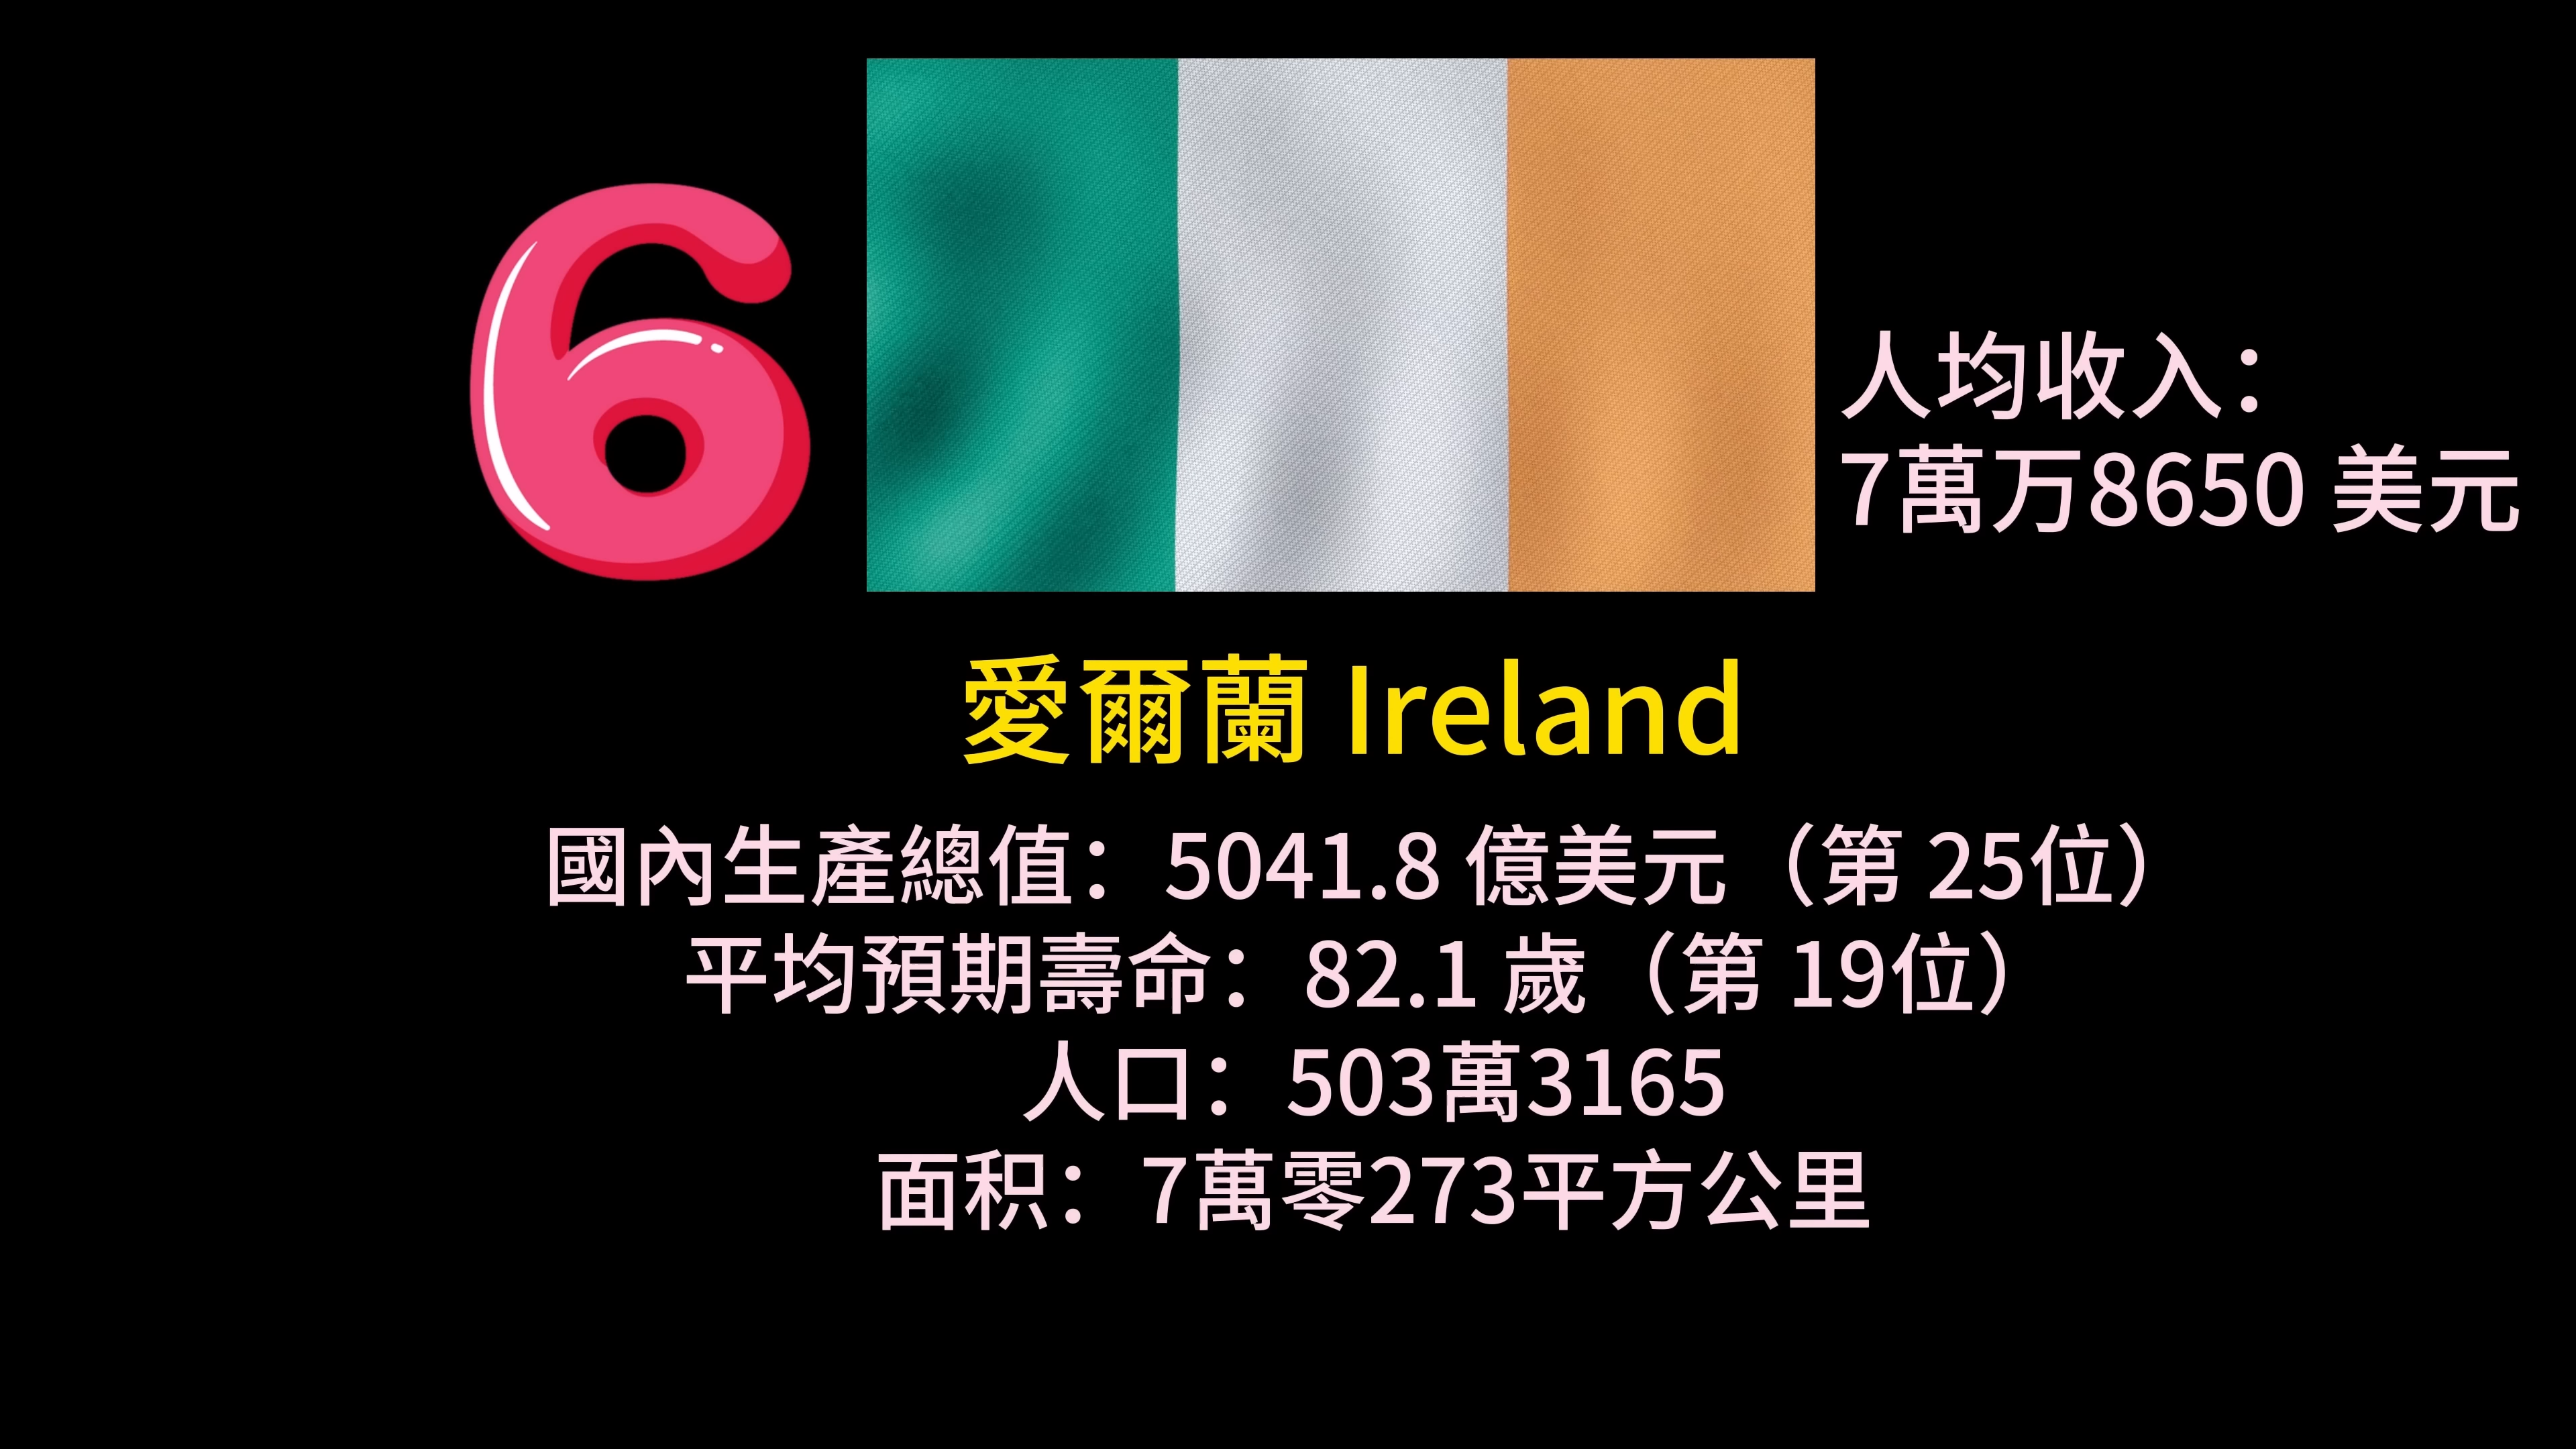 6
人均收入：
7萬万8650 美元
愛爾蘭 Ireland
國內生產總值：5041.8 億美元（第 25位）
平均預期壽命：82.1 歲（第 19位）
人口：503萬3165
面积：7萬零273平方公里